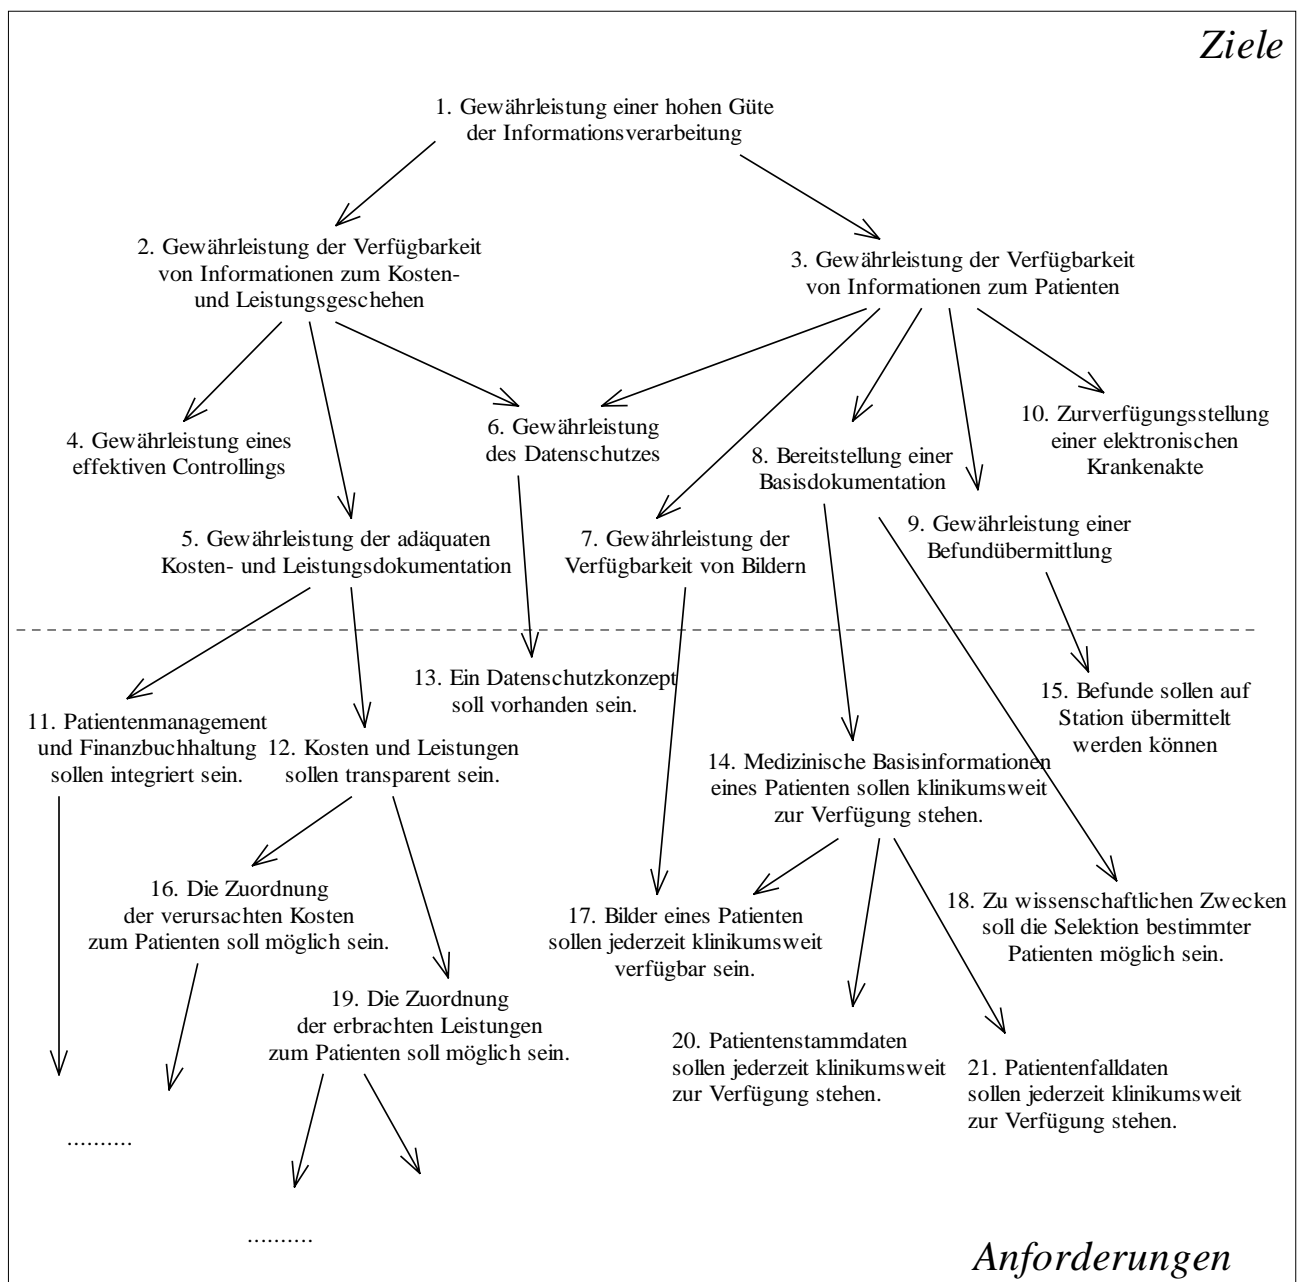 Ziele
1. Gewährleistung einer hohen Güte
der Informationsverarbeitung
2. Gewährleistung der Verfügbarkeit
von Informationen zum Kosten-
und Leistungsgeschehen
3. Gewährleistung der Verfügbarkeit
von Informationen zum Patienten
4. Gewährleistung eines
effektiven Controllings
5. Gewährleistung der adäquaten
Kosten- und Leistungsdokumentation
6. Gewährleistung
des Datenschutzes
7. Gewährleistung der
Verfügbarkeit von Bildern
8. Bereitstellung einer
Basisdokumentation
9. Gewährleistung einer
Befundübermittlung
10. Zurverfügungsstellung
einer elektronischen
Krankenakte
11. Patientenmanagement
und Finanzbuchhaltung
sollen integriert sein.
12. Kosten und Leistungen
sollen transparent sein.
13. Ein Datenschutzkonzept
soll vorhanden sein.
14. Medizinische Basisinformationen
eines Patienten sollen klinikumsweit
zur Verfügung stehen.
15. Befunde sollen auf
Station übermittelt
werden können
16. Die Zuordnung
der verursachten Kosten
zum Patienten soll möglich sein.
17. Bilder eines Patienten
sollen jederzeit klinikumsweit
verfügbar sein.
18. Zu wissenschaftlichen Zwecken
soll die Selektion bestimmter
Patienten möglich sein.
19. Die Zuordnung
der erbrachten Leistungen
zum Patienten soll möglich sein.
20. Patientenstammdaten
sollen jederzeit klinikumsweit
zur Verfügung stehen.
21. Patientenfalldaten
sollen jederzeit klinikumsweit
zur Verfügung stehen.
..........
..........
Anforderungen